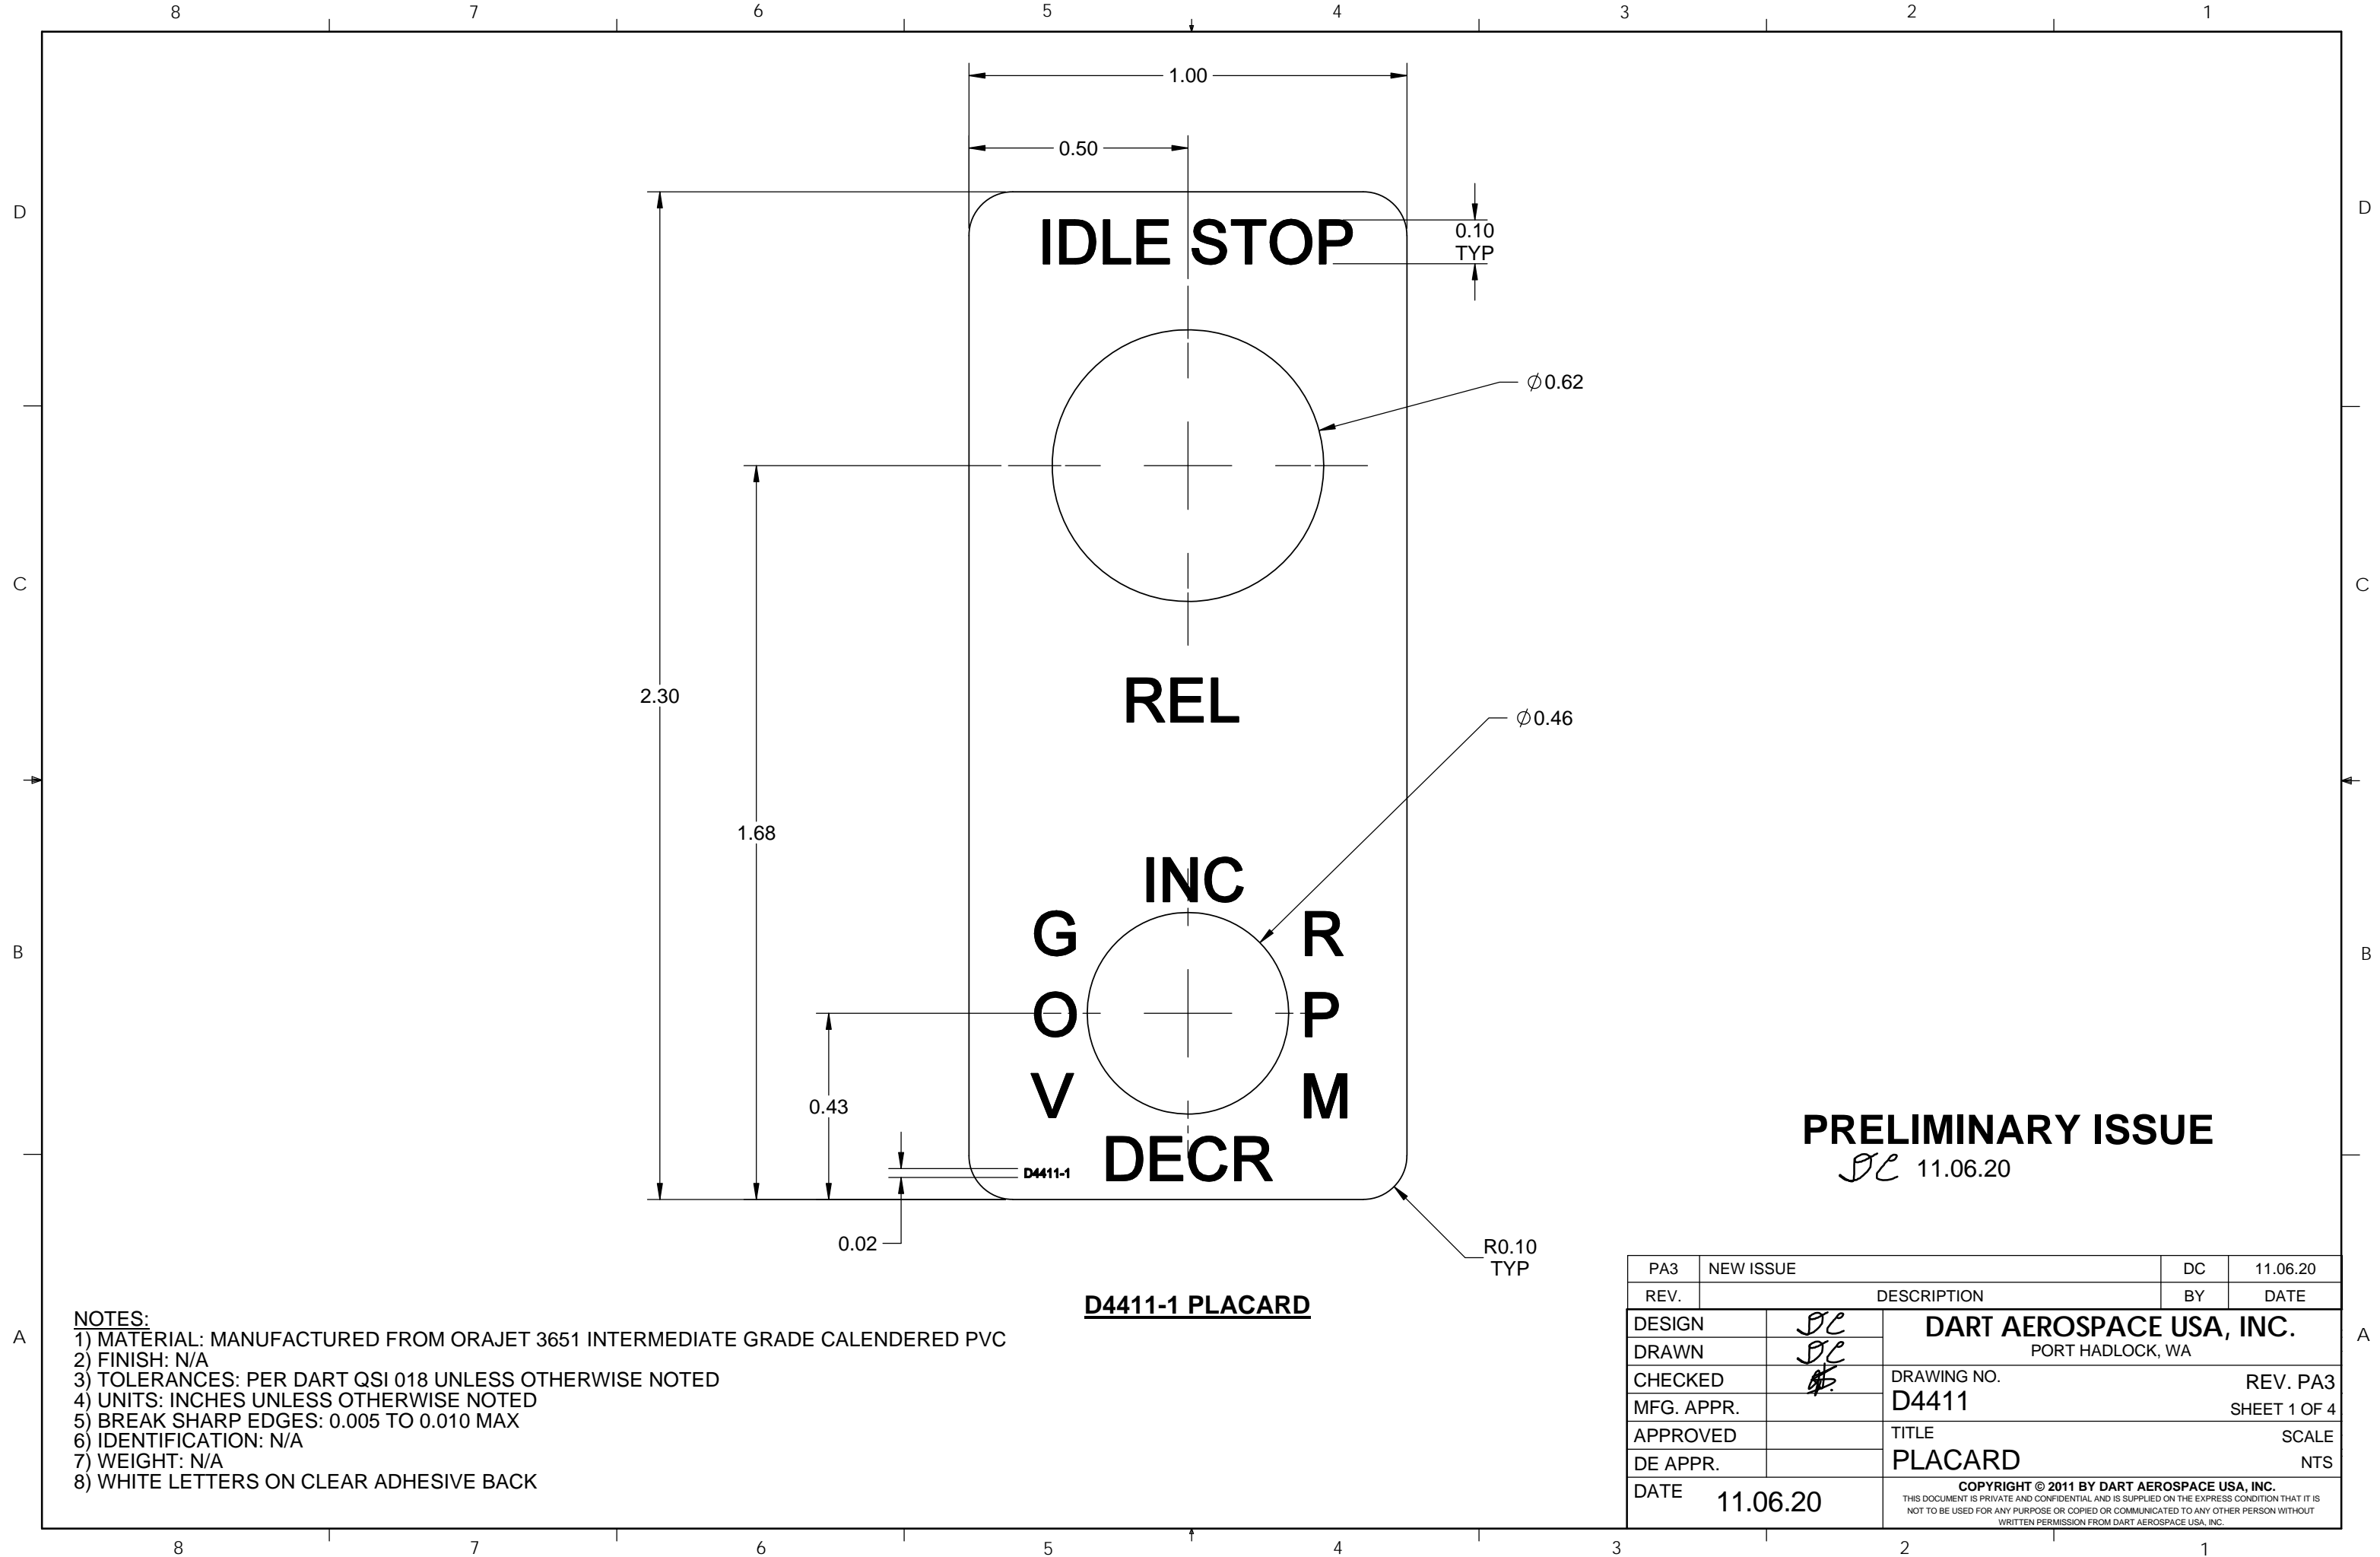 8 7 6 5 4 3 2 1
D D
C C
B B
A A
1.00
0.50
IDLE STOP
0.10
TYP
Ø0.62
2.30
REL
Ø0.46
1.68
INC
G R
O P
V M
0.43
DECR
D4411-1
0.02
R0.10
TYP
D4411-1 PLACARD
PRELIMINARY ISSUE
DC 11.06.20
NOTES:
1) MATERIAL: MANUFACTURED FROM ORAJET 3651 INTERMEDIATE GRADE CALENDERED PVC
2) FINISH: N/A
3) TOLERANCES: PER DART QSI 018 UNLESS OTHERWISE NOTED
4) UNITS: INCHES UNLESS OTHERWISE NOTED
5) BREAK SHARP EDGES: 0.005 TO 0.010 MAX
6) IDENTIFICATION: N/A
7) WEIGHT: N/A
8) WHITE LETTERS ON CLEAR ADHESIVE BACK
PA3 NEW ISSUE DC 11.06.20
REV. DESCRIPTION BY DATE
DESIGN DC
DRAWN DC
CHECKED
MFG. APPR.
APPROVED
DE APPR.
DATE 11.06.20
DART AEROSPACE USA, INC.
PORT HADLOCK, WA
DRAWING NO. REV. PA3
D4411 SHEET 1 OF 4
TITLE SCALE
PLACARD NTS
COPYRIGHT © 2011 BY DART AEROSPACE USA, INC.
THIS DOCUMENT IS PRIVATE AND CONFIDENTIAL AND IS SUPPLIED ON THE EXPRESS CONDITION THAT IT IS
NOT TO BE USED FOR ANY PURPOSE OR COPIED OR COMMUNICATED TO ANY OTHER PERSON WITHOUT
WRITTEN PERMISSION FROM DART AEROSPACE USA, INC.
8 7 6 5 4 3 2 1